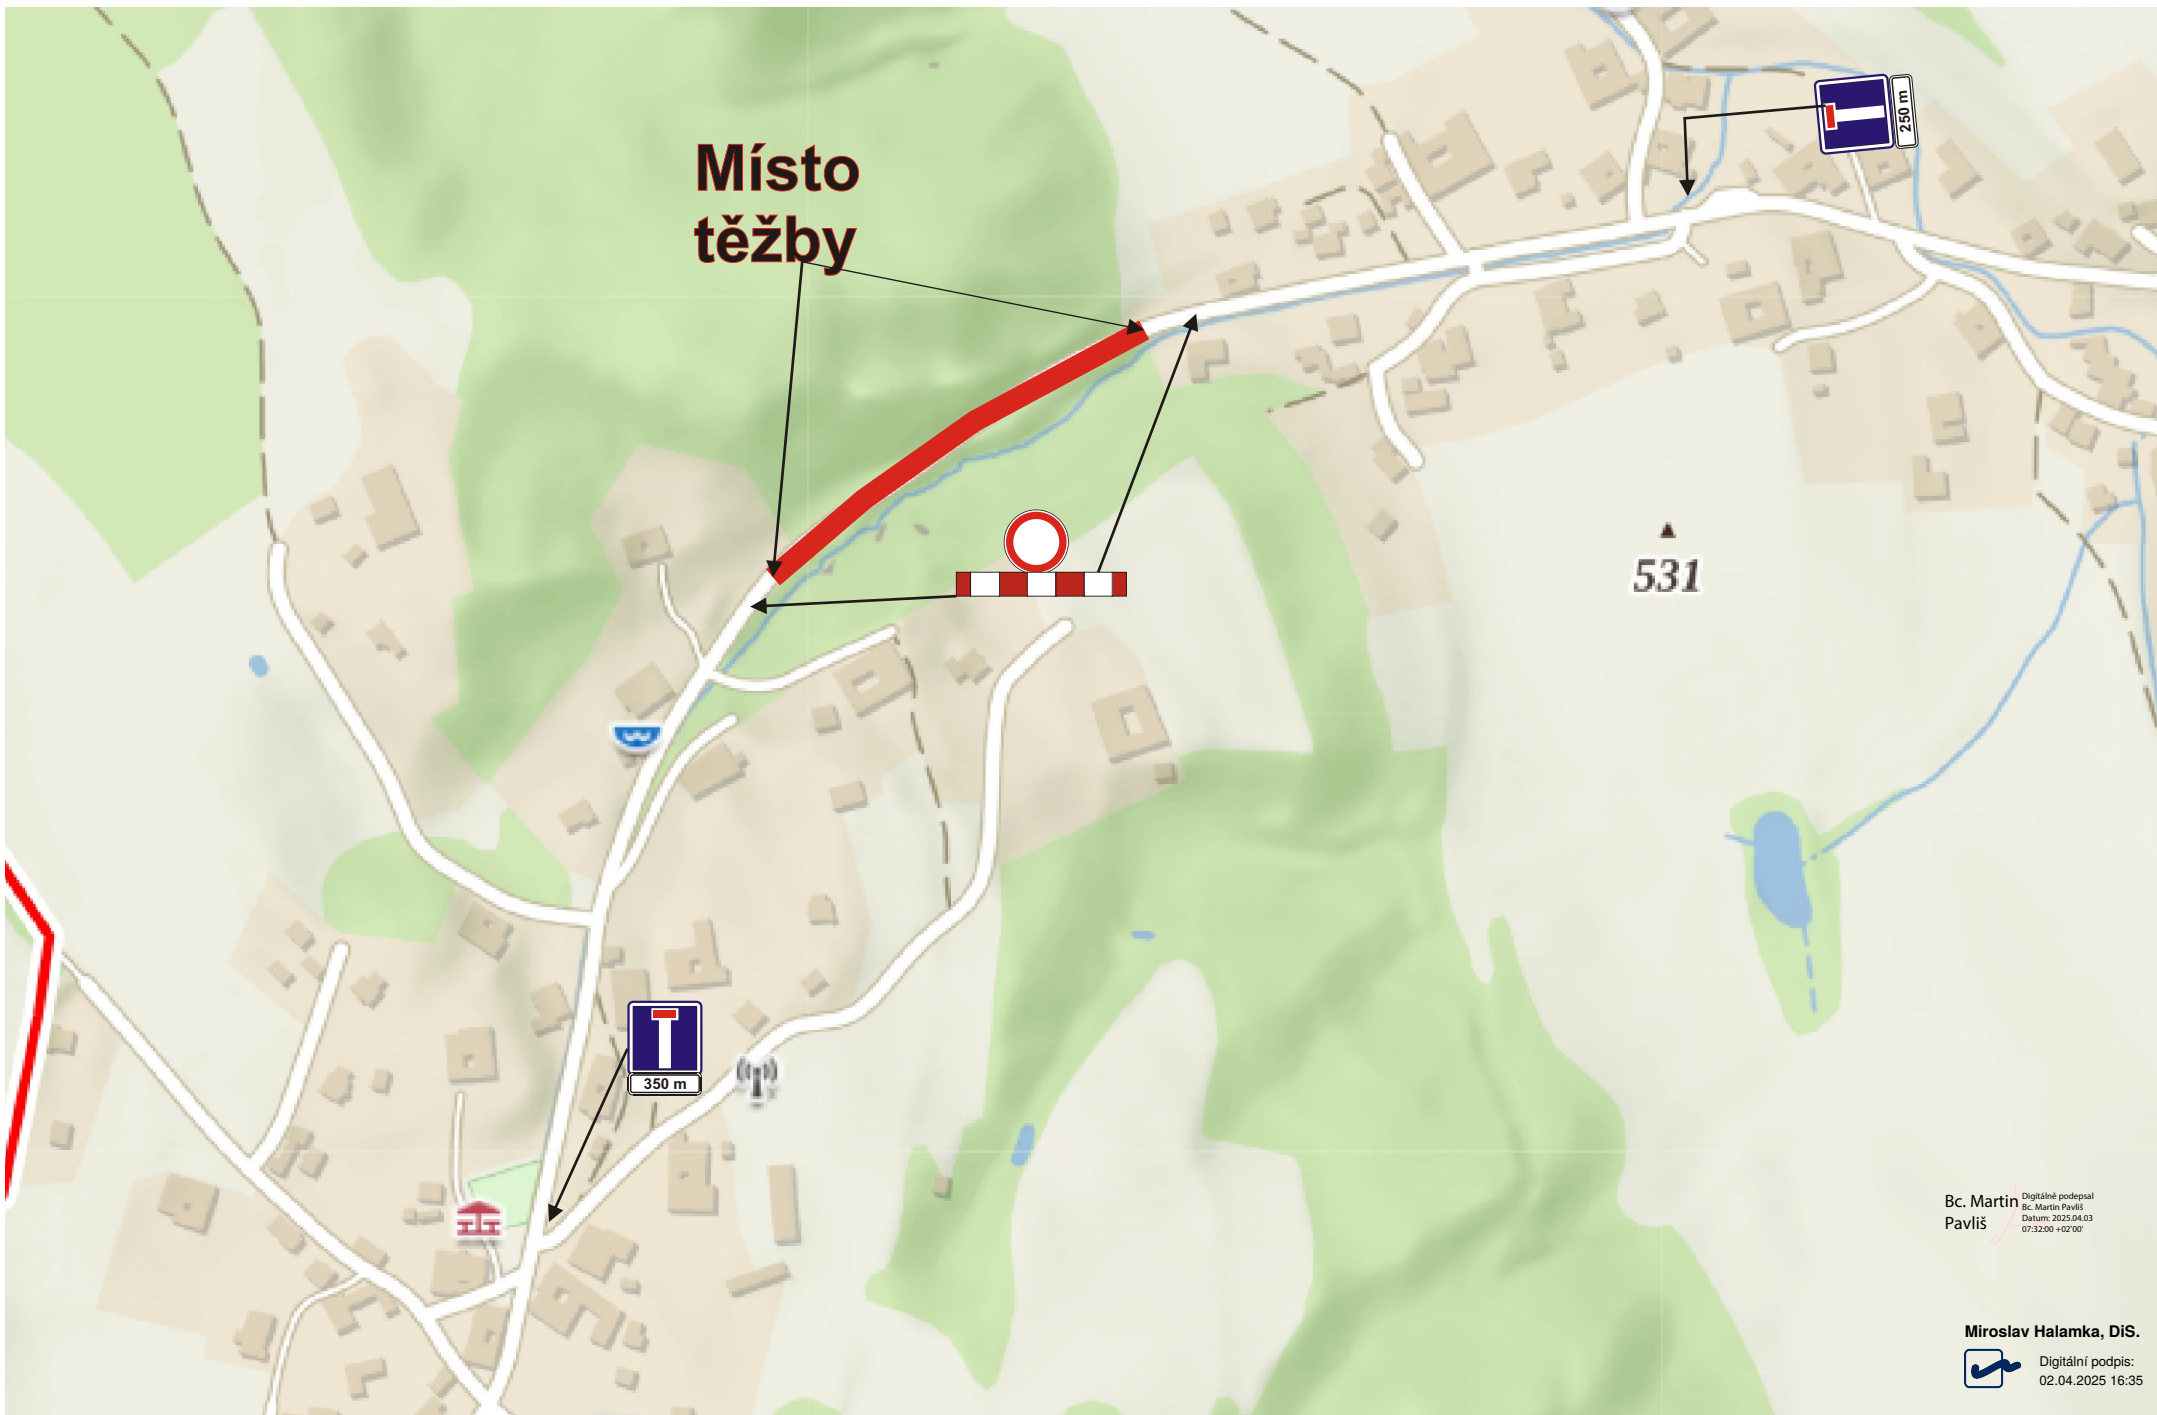 Místo
těžby
250 m
531
350 m
Bc. Martin
Pavliš
Digitálně podepsal
Bc. Martin Pavliš
Datum: 2025.04.03
07:32:00 +02'00'
Miroslav Halamka, DiS.
Digitální podpis:
02.04.2025 16:35